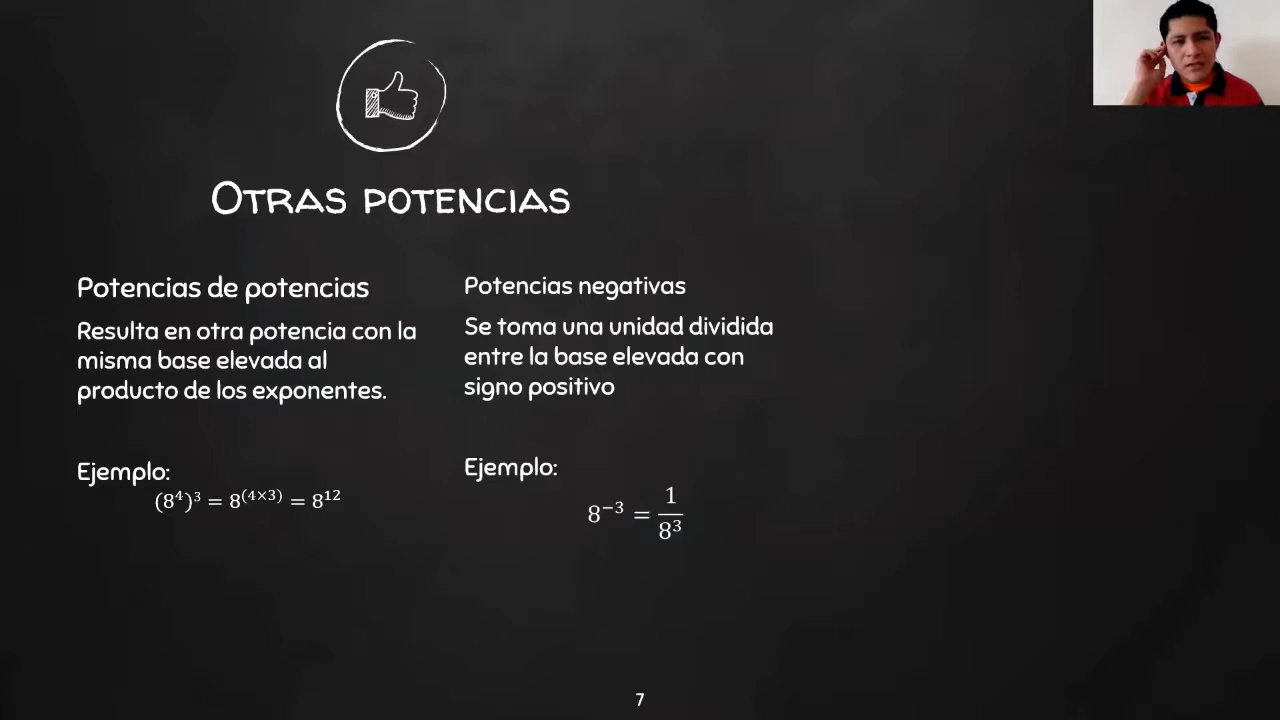 OTRAS POTENCIAS
Potencias de potencias
Resulta en otra potencia con la
misma base elevada al
producto de los exponentes.
Ejemplo:
(8⁴)³ = 8⁽⁴ˣ³⁾ = 8¹²
Potencias negativas
Se toma una unidad dividida
entre la base elevada con
signo positivo
Ejemplo:
8⁻³ = 1/8³
7